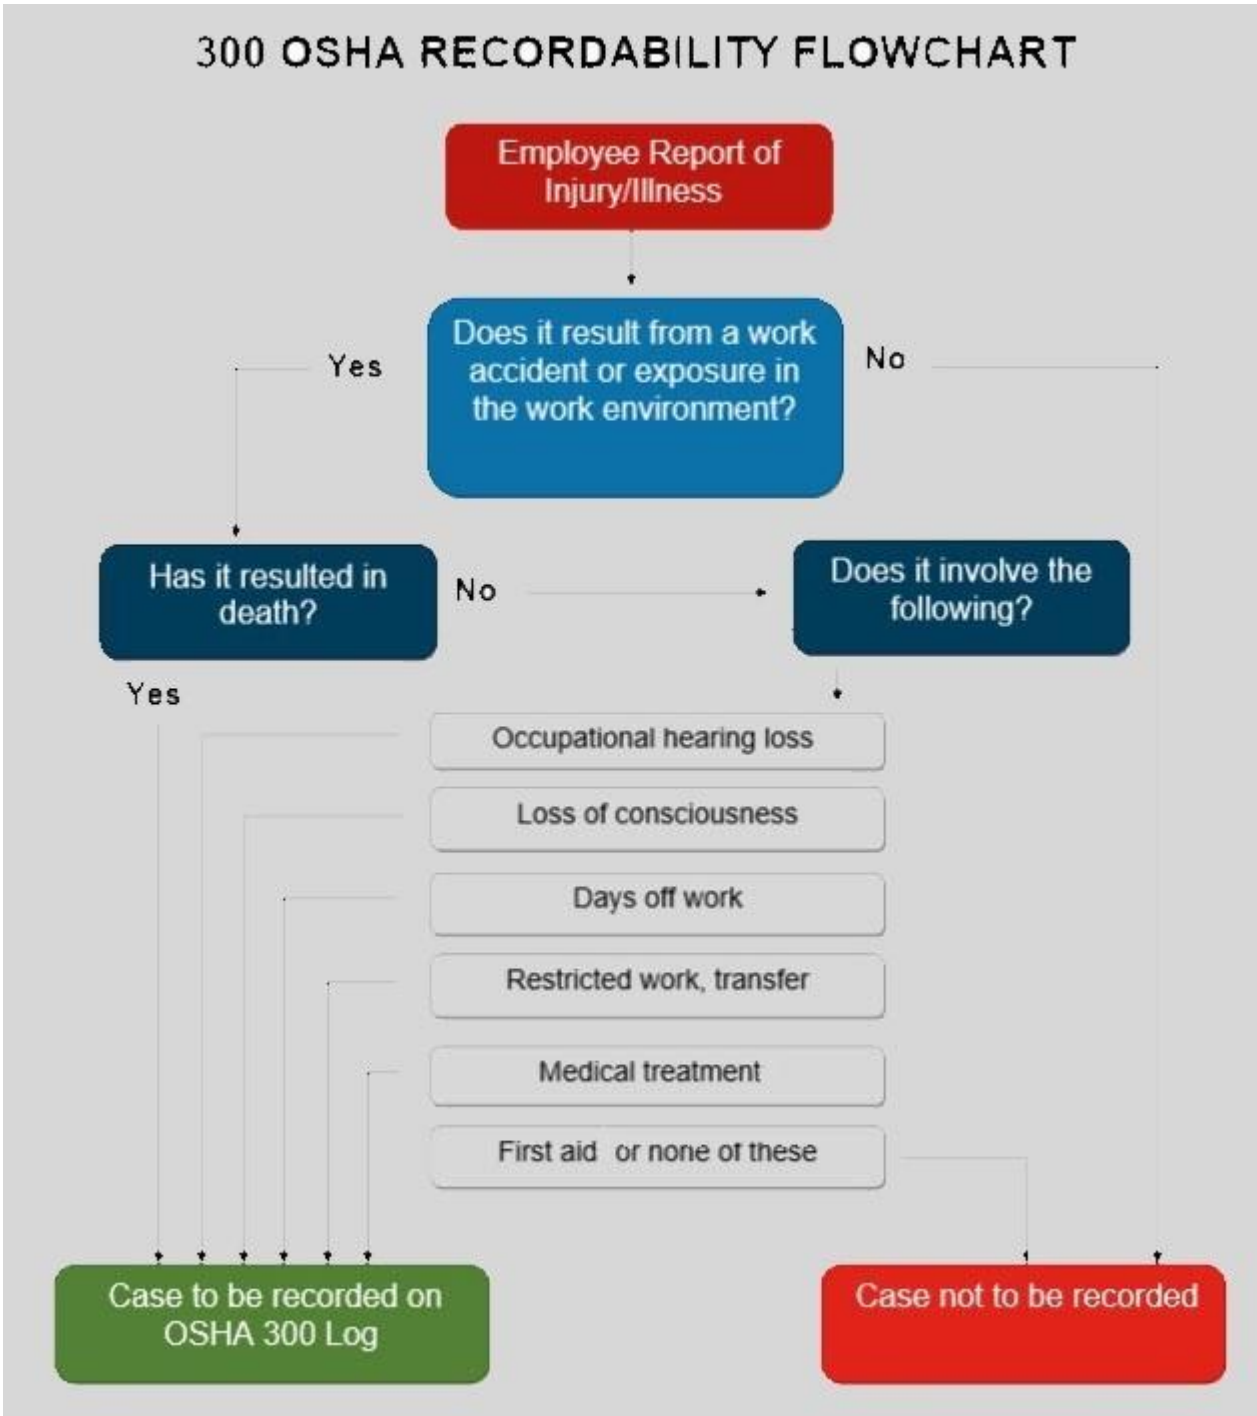 300 OSHA RECORDABILITY FLOWCHART
Employee Report of
Injury/Illness
Does it result from a work
accident or exposure in
the work environment?
Yes
No
Has it resulted in
death?
No
Does it involve the
following?
Yes
Occupational hearing loss
Loss of consciousness
Days off work
Restricted work, transfer
Medical treatment
First aid or none of these
Case to be recorded on
OSHA 300 Log
Case not to be recorded